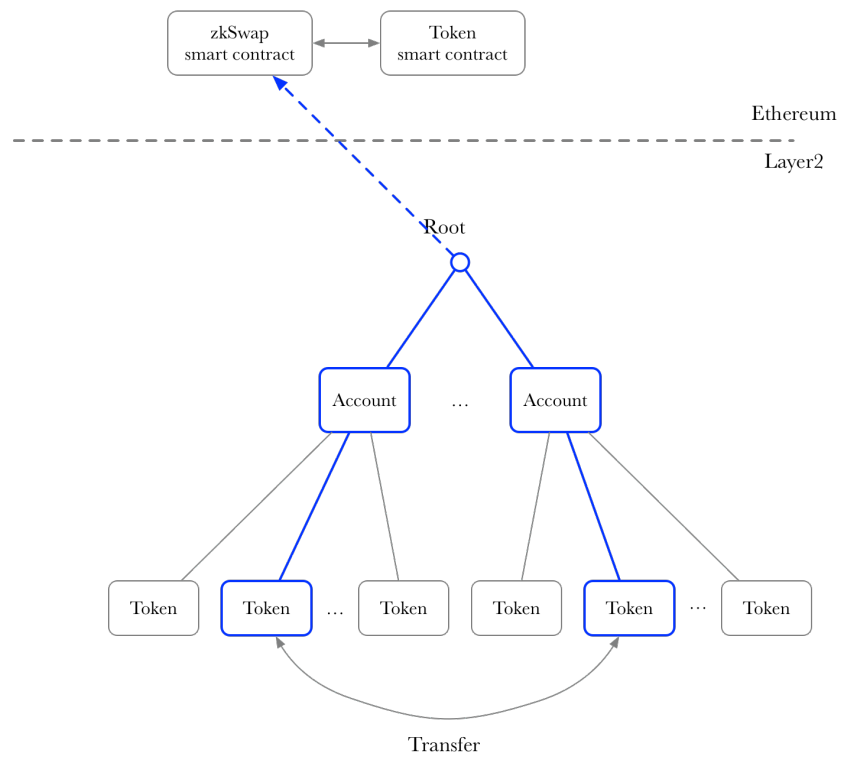 zkSwap
smart contract
Token
smart contract
Ethereum
Layer2
Root
Account
...
Account
Token
Token
...
Token
Token
Token
...
Token
Transfer